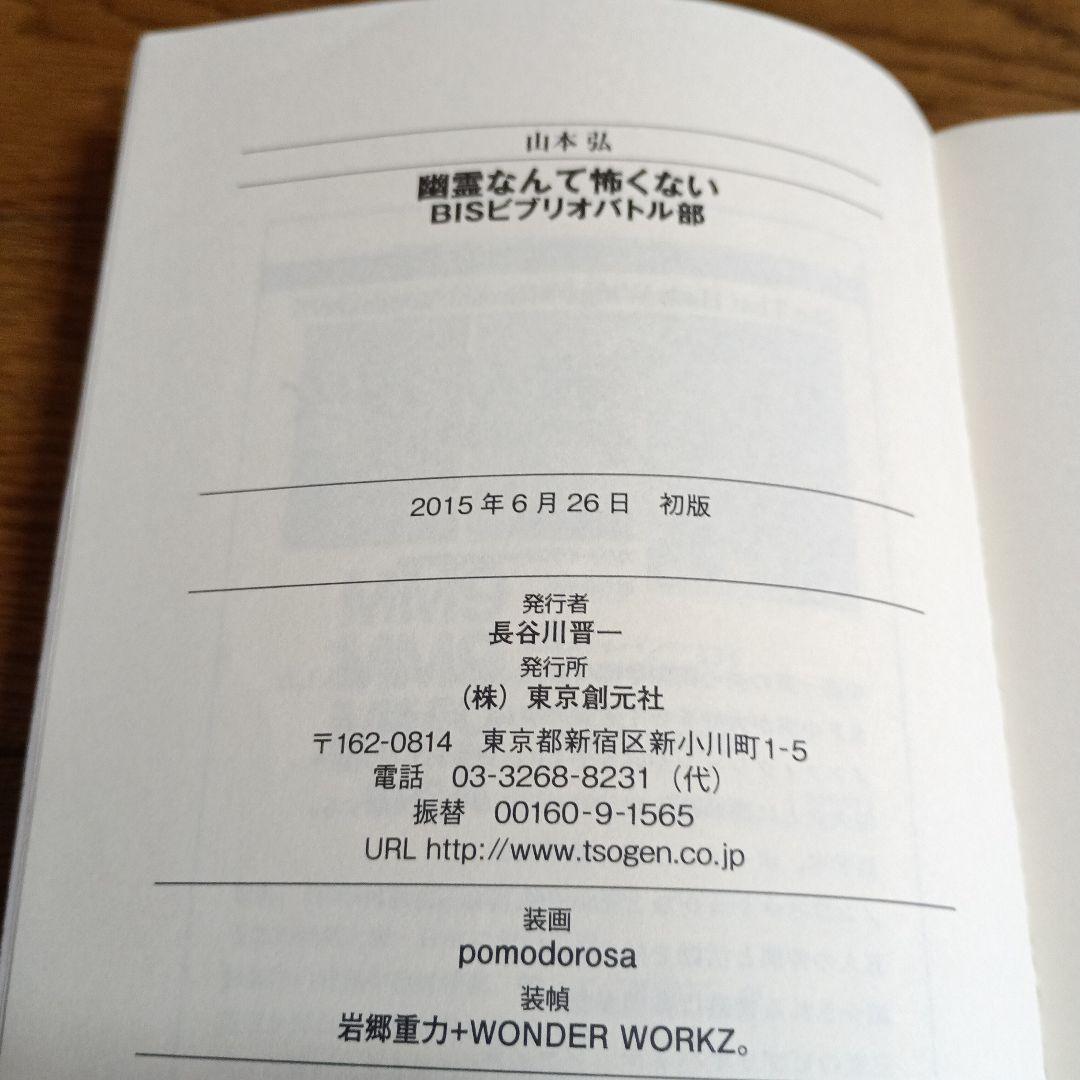 山本 弘
幽霊なんて怖くない
BISビブリオバトル部
2015年6月26日　初版
発行者
長谷川晋一
発行所
（株）東京創元社
〒162-0814　東京都新宿区新小川町1-5
電話　03-3268-8231（代）
振替　00160-9-1565
URL http://www.tsogen.co.jp
装画
pomodorosa
装幀
岩郷重力+WONDER WORKZ。